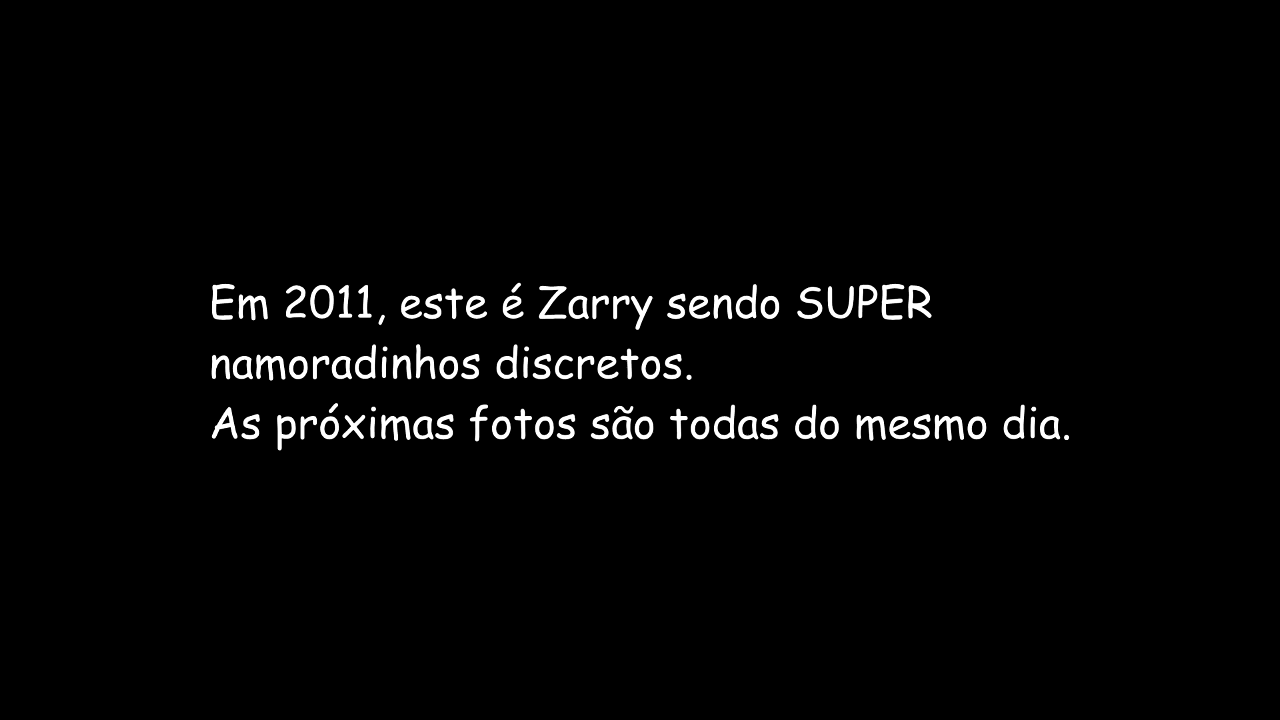 Em 2011, este é Zarry sendo SUPER
namoradinhos discretos.
As próximas fotos são todas do mesmo dia.